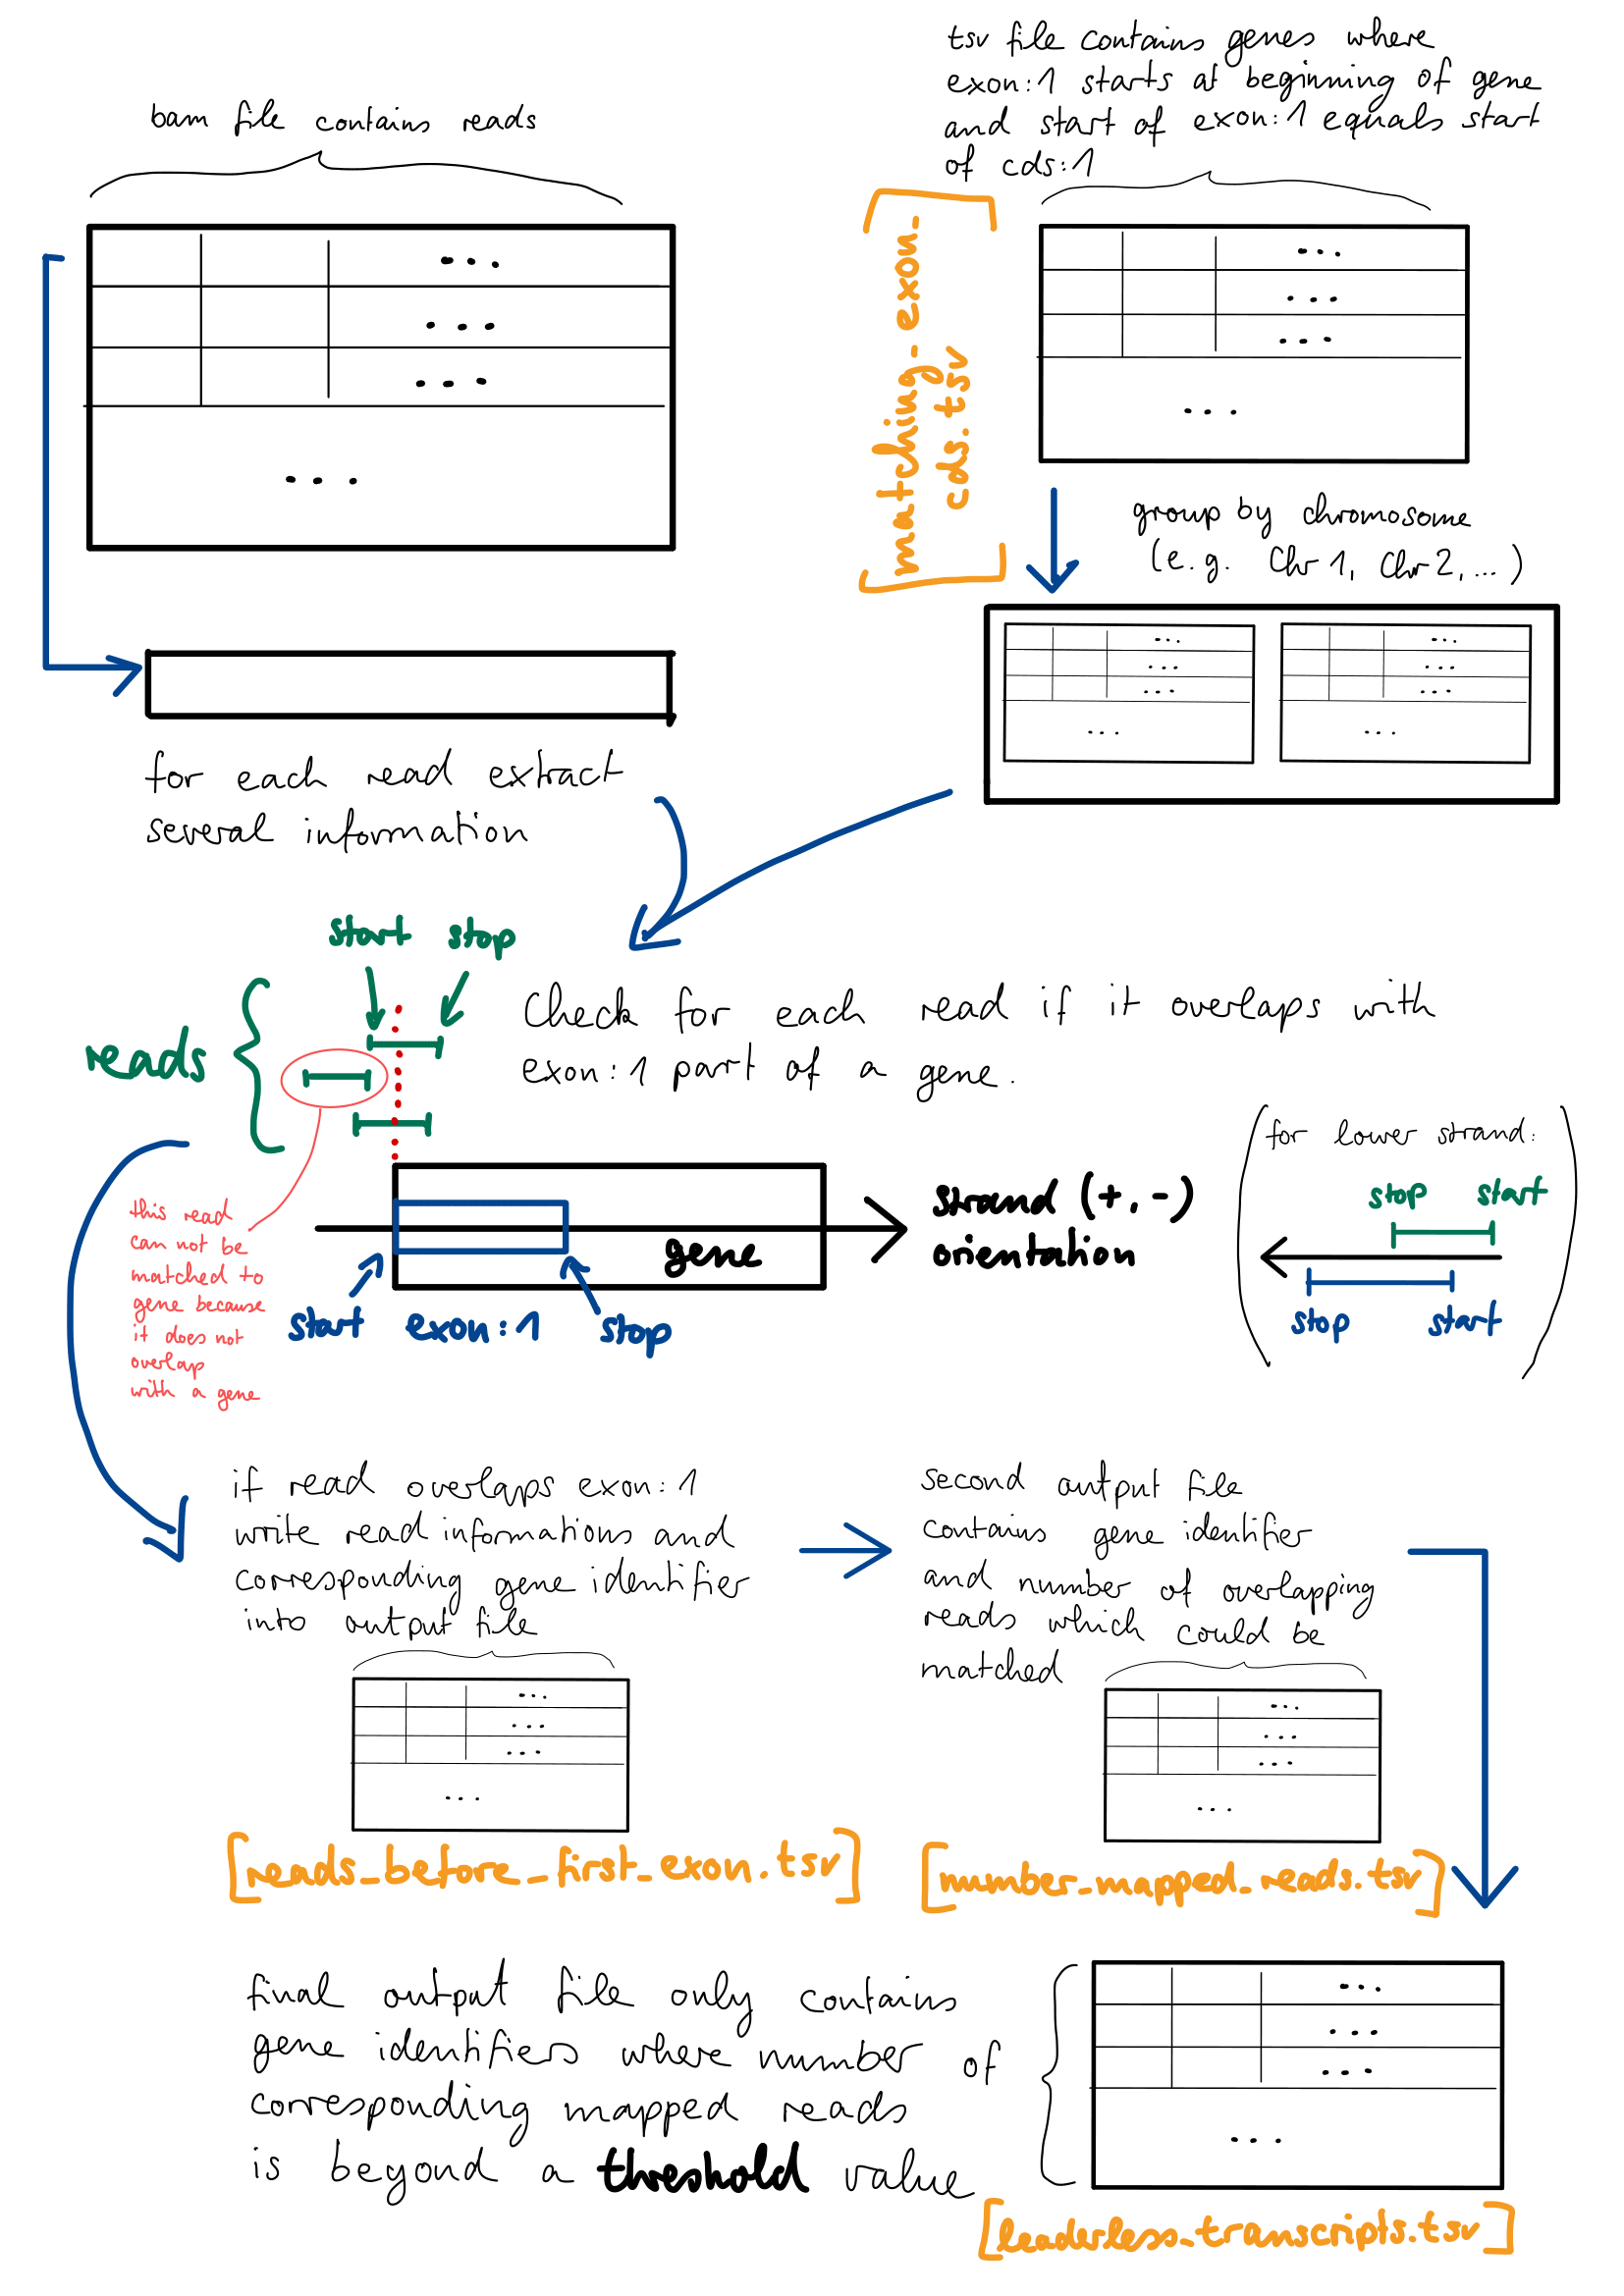 bam file contains reads
tsv file contains genes where
exon:1 starts at beginning of gene
and start of exon:1 equals start
of cds:1
[matching-exon-
cds.tsv]
group by chromosome
(e.g. Chr1, Chr2, ...)
for each read extract
several information
start stop
reads
Check for each read if it overlaps with
exon:1 part of a gene.
this read
can not be
matched to
gene because
it does not
overlap
with a gene
gene
start exon:1 stop
strand (+, -)
orientation
(for lower strand:
stop start
stop start)
if read overlaps exon:1
write read informations and
corresponding gene identifier
into output file
[reads_before_first_exon.tsv]
second output file
contains gene identifier
and number of overlapping
reads which could be
matched
[number_mapped_reads.tsv]
final output file only contains
gene identifiers where number of
corresponding mapped reads
is beyond a threshold value
[leaderless_transcripts.tsv]